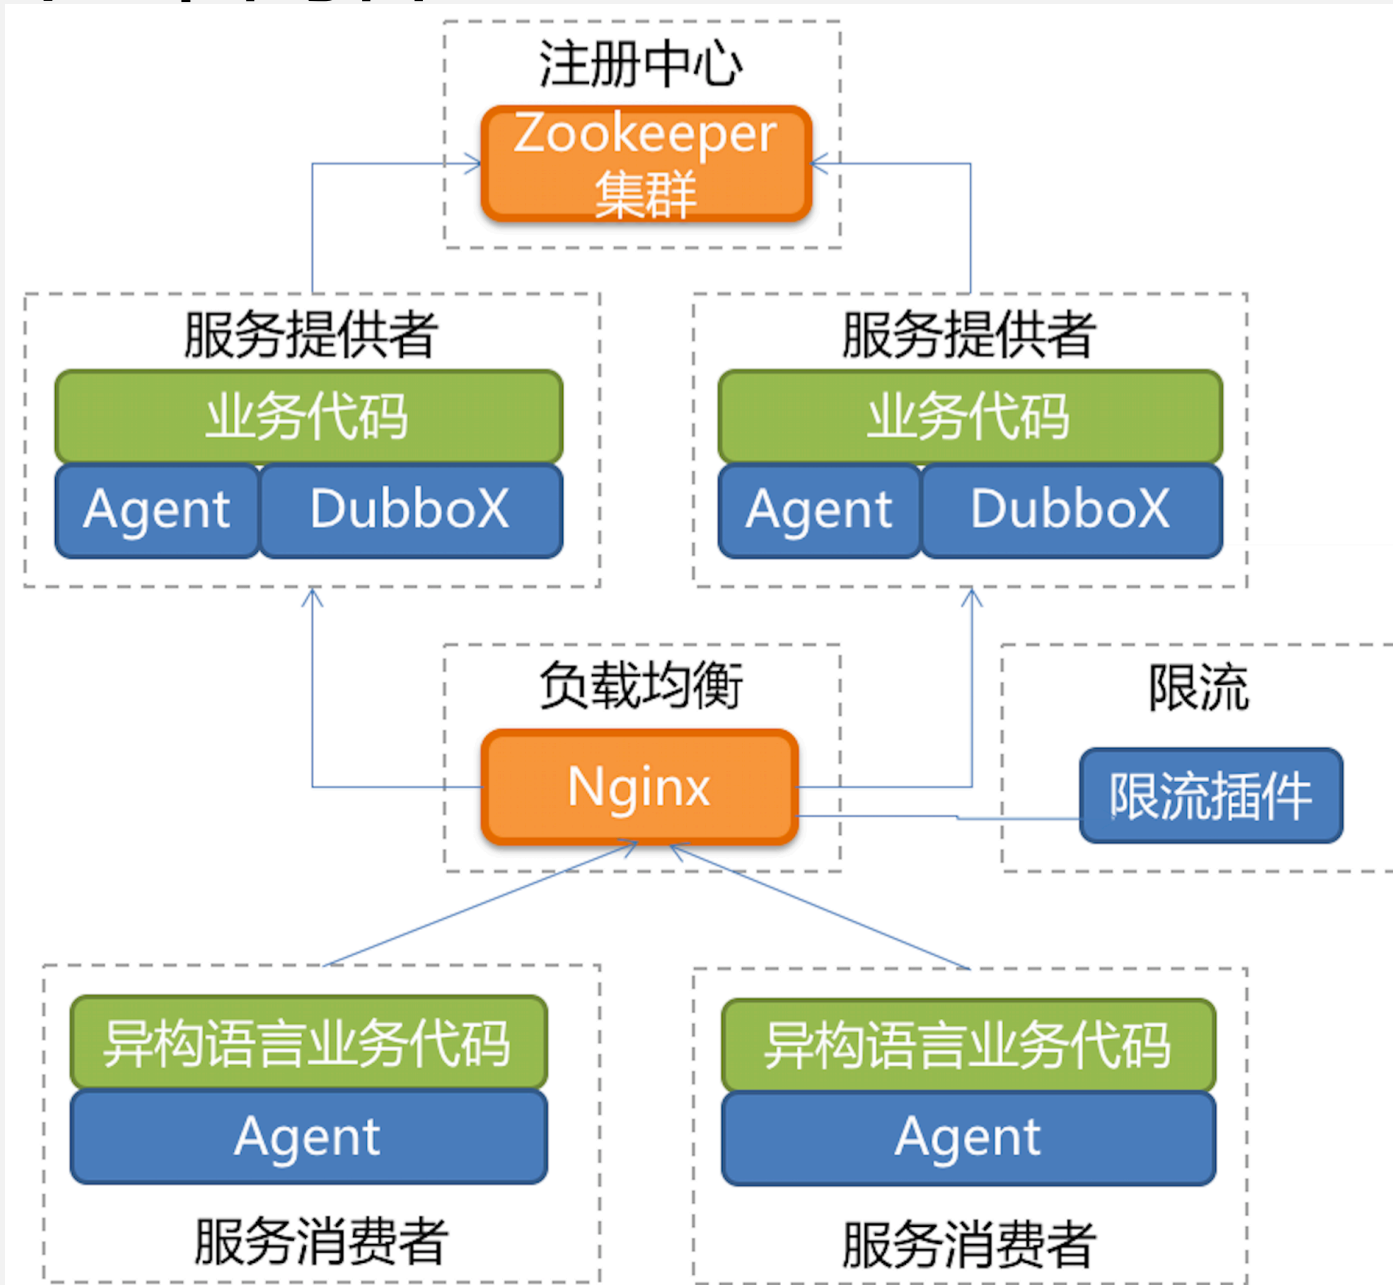 注册中心
Zookeeper
集群
服务提供者
业务代码
Agent
DubboX
服务提供者
业务代码
Agent
DubboX
负载均衡
Nginx
限流
限流插件
异构语言业务代码
Agent
服务消费者
异构语言业务代码
Agent
服务消费者